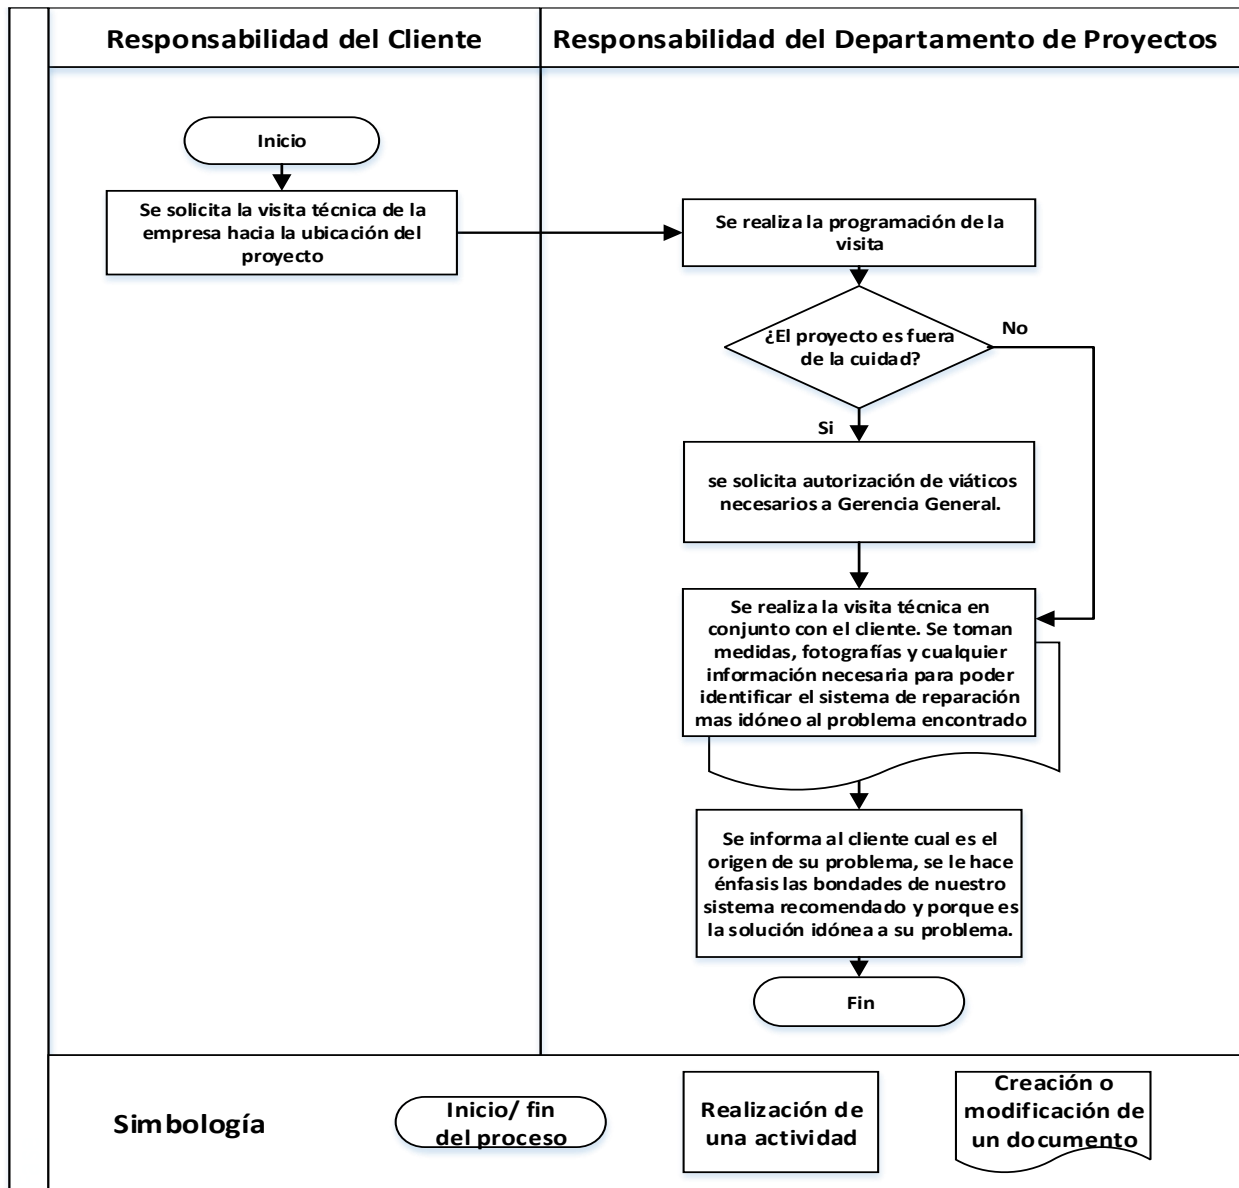 Responsabilidad del Cliente
Responsabilidad del Departamento de Proyectos
Inicio
Se solicita la visita técnica de la
empresa hacia la ubicación del
proyecto
Se realiza la programación de la
visita
¿El proyecto es fuera
de la cuidad?
No
Si
se solicita autorización de viáticos
necesarios a Gerencia General.
Se realiza la visita técnica en
conjunto con el cliente. Se toman
medidas, fotografías y cualquier
información necesaria para poder
identificar el sistema de reparación
mas idóneo al problema encontrado
Se informa al cliente cual es el
origen de su problema, se le hace
énfasis las bondades de nuestro
sistema recomendado y porque es
la solución idónea a su problema.
Fin
Simbología
Inicio/ fin
del proceso
Realización de
una actividad
Creación o
modificación de
un documento